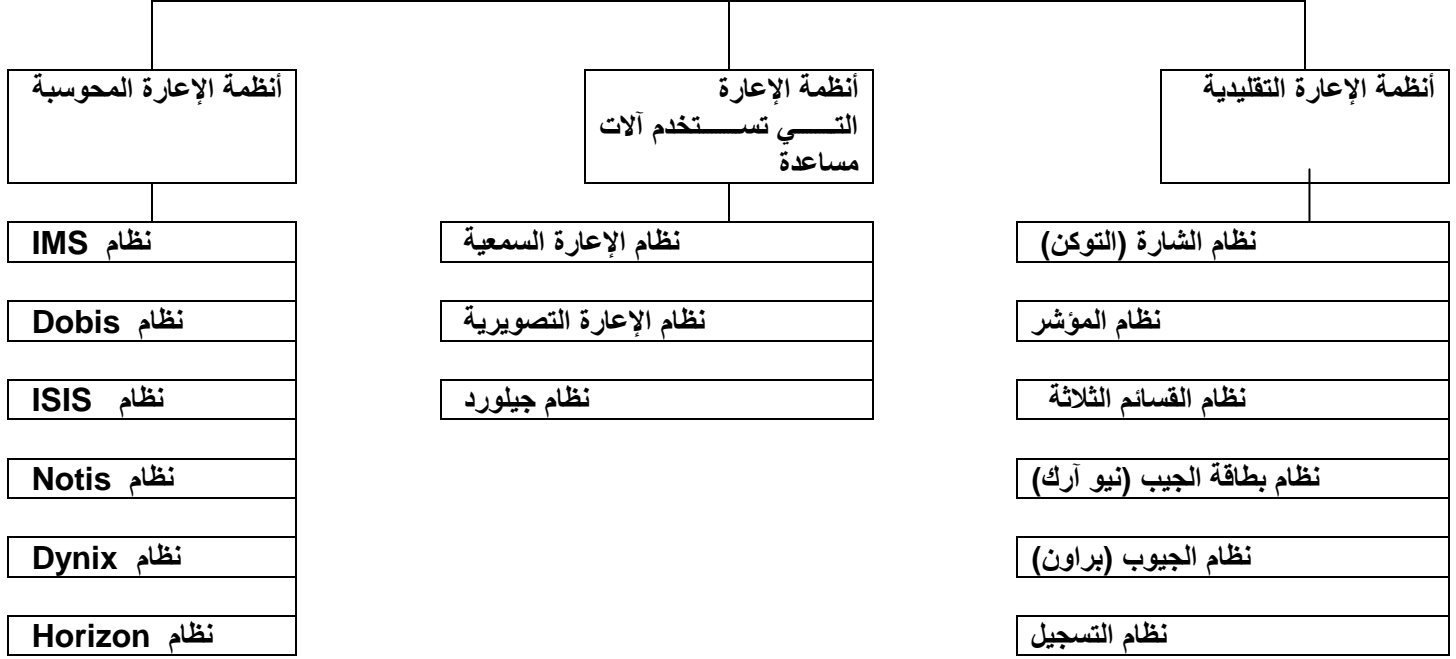 أنظمة الإعارة التقليدية
نظام الشارة (التوكن)
نظام المؤشر
نظام القسائم الثلاثة
نظام بطاقة الجيب (نيو آرك)
نظام الجيوب (براون)
نظام التسجيل
أنظمة الإعارة
التي تستخدم آلات
مساعدة
نظام الإعارة السمعية
نظام الإعارة التصويرية
نظام جيلورد
أنظمة الإعارة المحوسبة
نظام IMS
نظام Dobis
نظام ISIS
نظام Notis
نظام Dynix
نظام Horizon